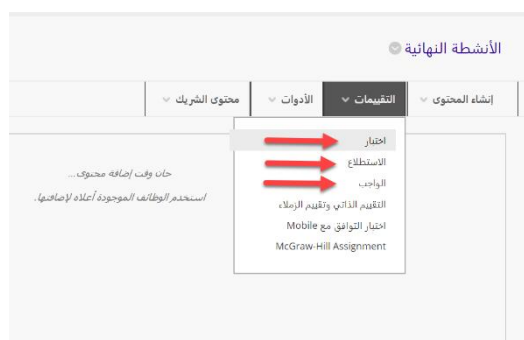 الأنشطة النهائية
إنشاء المحتوى
التقييمات
الأدوات
محتوى الشريك
اختبار
الاستطلاع
الواجب
التقييم الذاتي وتقييم الزملاء
اختبار التوافق مع Mobile
McGraw-Hill Assignment
حان وقت إضافة محتوى...
استخدم الوظائف الموجودة أعلاه لإضافتها.